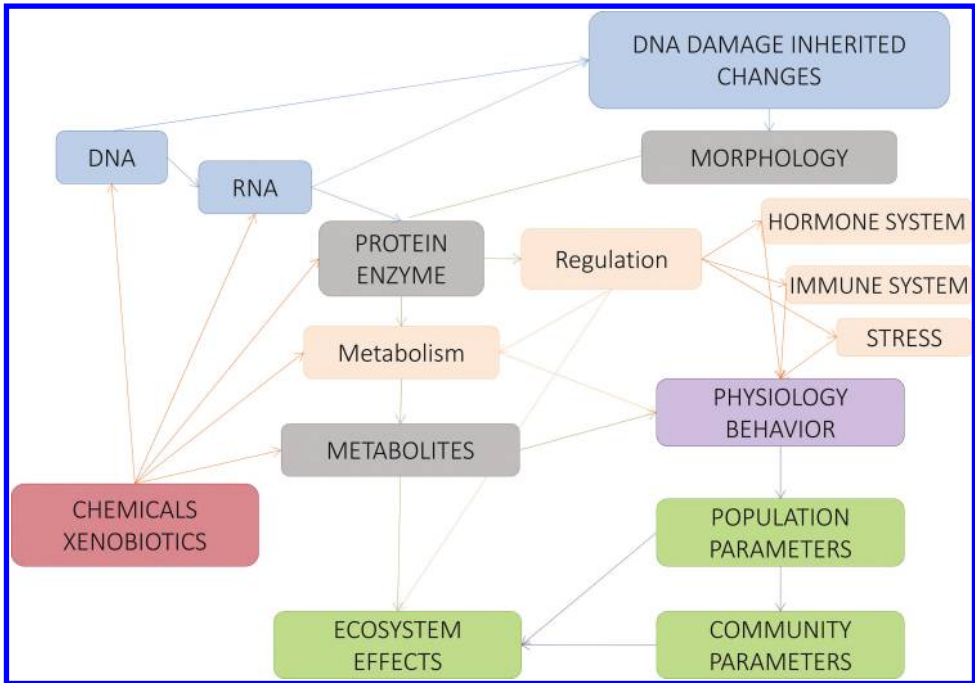 DNA DAMAGE INHERITED
CHANGES
DNA
MORPHOLOGY
RNA
HORMONE SYSTEM
PROTEIN
ENZYME
Regulation
IMMUNE SYSTEM
STRESS
Metabolism
PHYSIOLOGY
BEHAVIOR
METABOLITES
CHEMICALS
XENOBIOTICS
POPULATION
PARAMETERS
ECOSYSTEM
EFFECTS
COMMUNITY
PARAMETERS